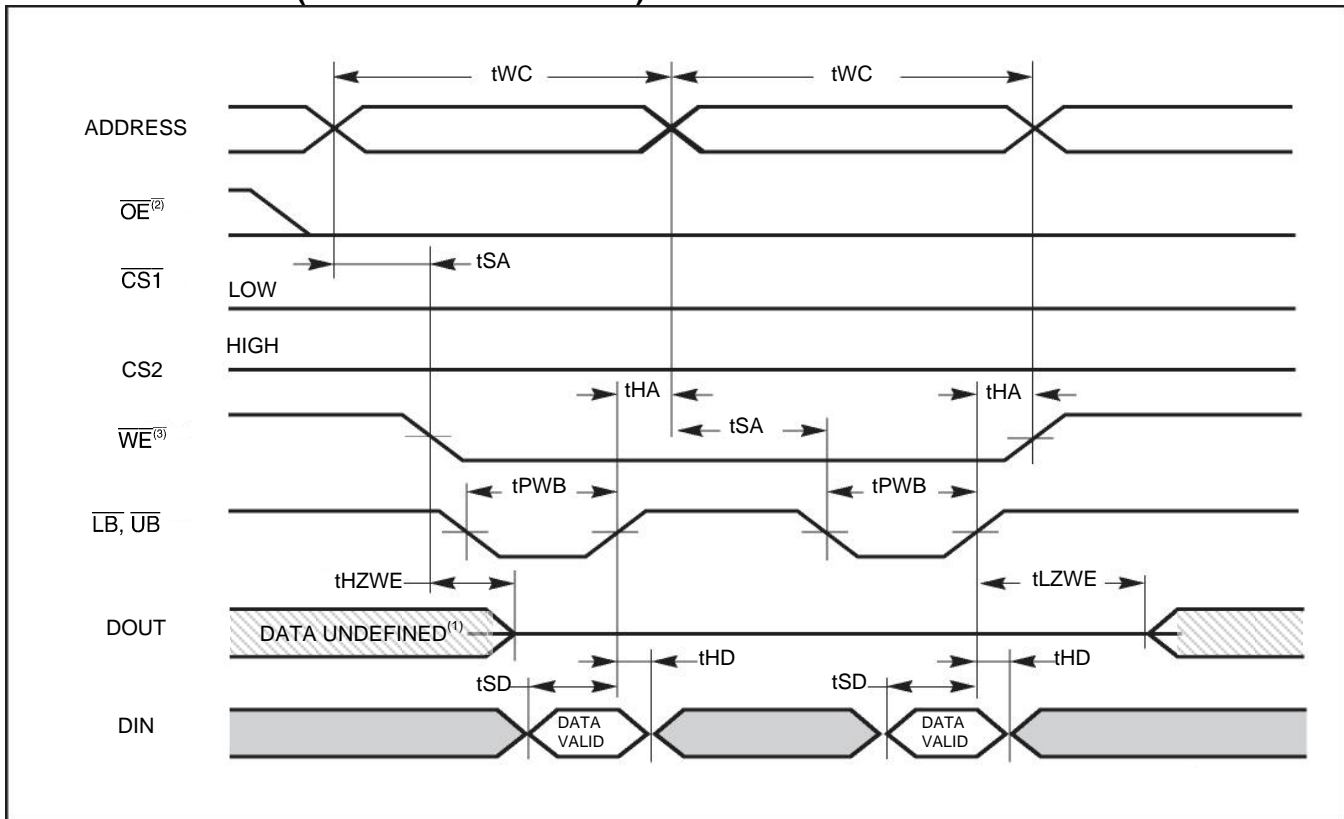 (
)
tWC
tWC
ADDRESS
OE(2)
tSA
CS1
LOW
HIGH
CS2
tHA
tHA
WE(3)
tSA
tPWB
tPWB
LB, UB
tHZWE
tLZWE
DOUT
DATA UNDEFINED(1)
tHD
tHD
tSD
tSD
DIN
DATA
VALID
DATA
VALID